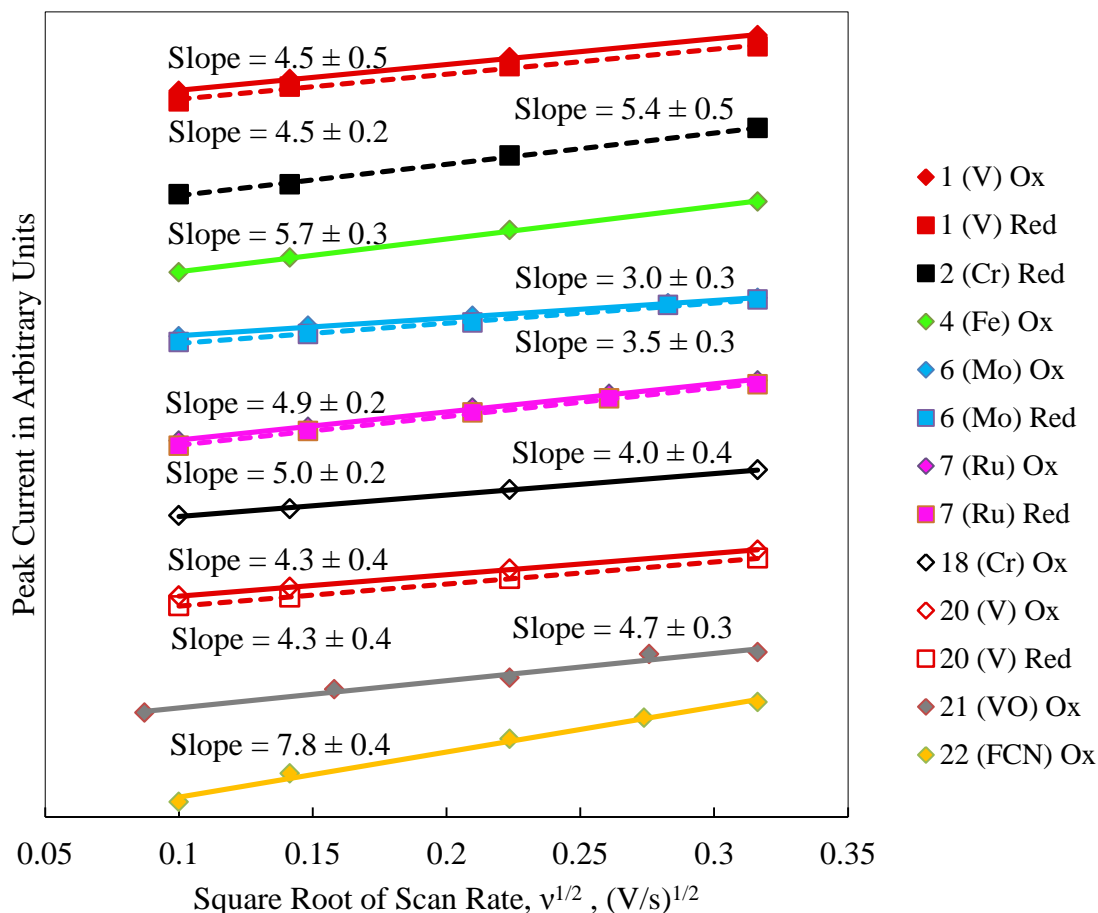 Slope = 4.5 ± 0.5
Slope = 4.5 ± 0.2
Slope = 5.4 ± 0.5
Slope = 5.7 ± 0.3
Slope = 3.0 ± 0.3
Slope = 3.5 ± 0.3
Slope = 4.9 ± 0.2
Slope = 5.0 ± 0.2
Slope = 4.0 ± 0.4
Slope = 4.3 ± 0.4
Slope = 4.3 ± 0.4
Slope = 4.7 ± 0.3
Slope = 7.8 ± 0.4
Peak Current in Arbitrary Units
0.05 0.1 0.15 0.2 0.25 0.3 0.35
Square Root of Scan Rate, ν^1/2 , (V/s)^1/2
1 (V) Ox
1 (V) Red
2 (Cr) Red
4 (Fe) Ox
6 (Mo) Ox
6 (Mo) Red
7 (Ru) Ox
7 (Ru) Red
18 (Cr) Ox
20 (V) Ox
20 (V) Red
21 (VO) Ox
22 (FCN) Ox